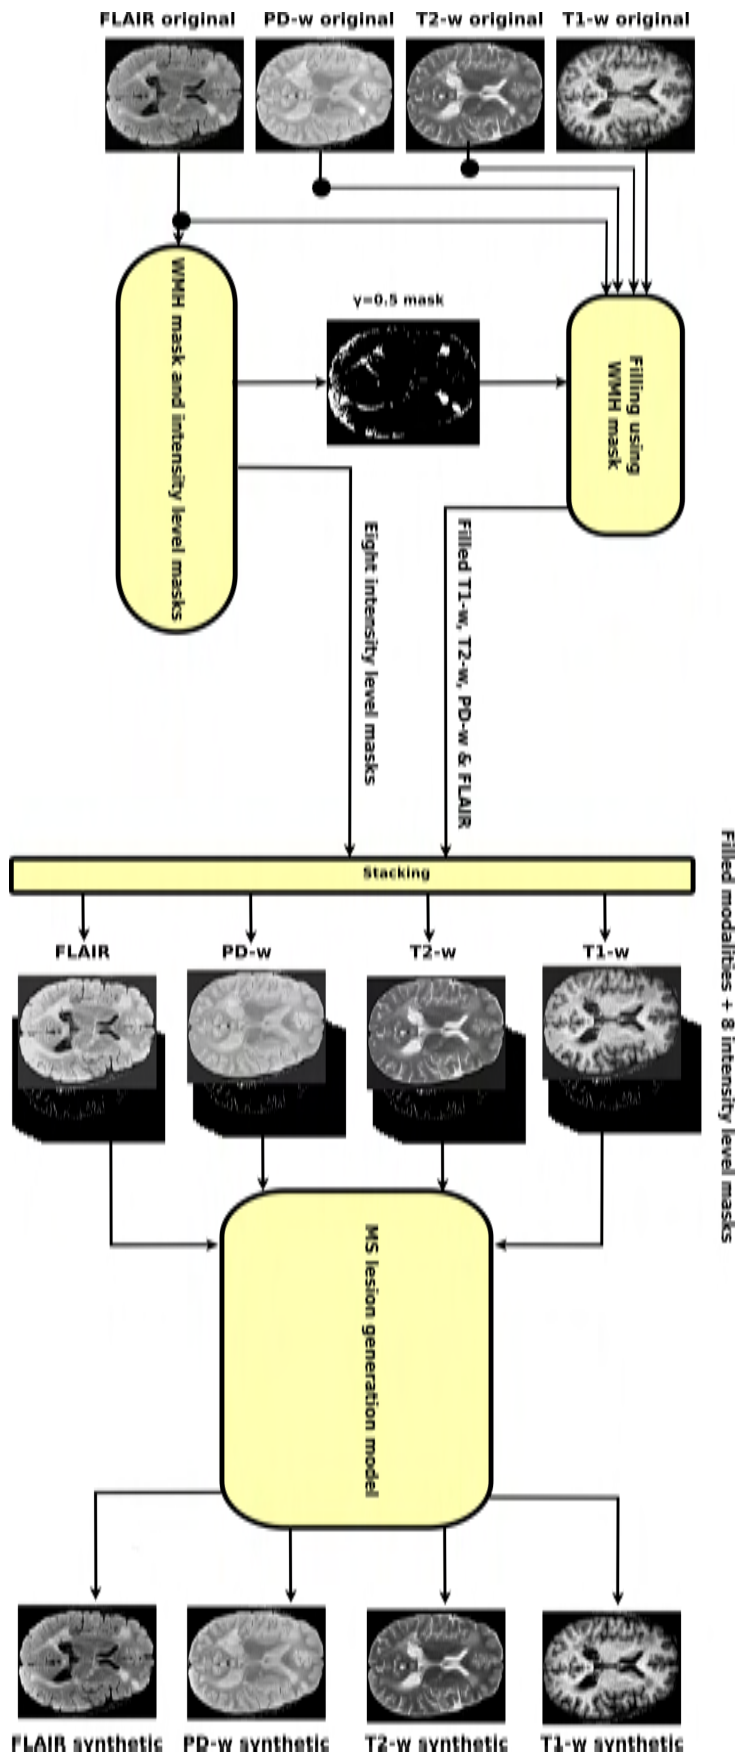 FLAIR original
PD-w original
T2-w original
T1-w original
γ=0.5 mask
WMH mask and intensity level masks
Filling using
WMH mask
Eight intensity level masks
Filled T1-w, T2-w, PD-w & FLAIR
Stacking
Filled modalities + 8 intensity level masks
FLAIR
PD-w
T2-w
T1-w
MS lesion generation model
FLAIR synthetic
PD-w synthetic
T2-w synthetic
T1-w synthetic